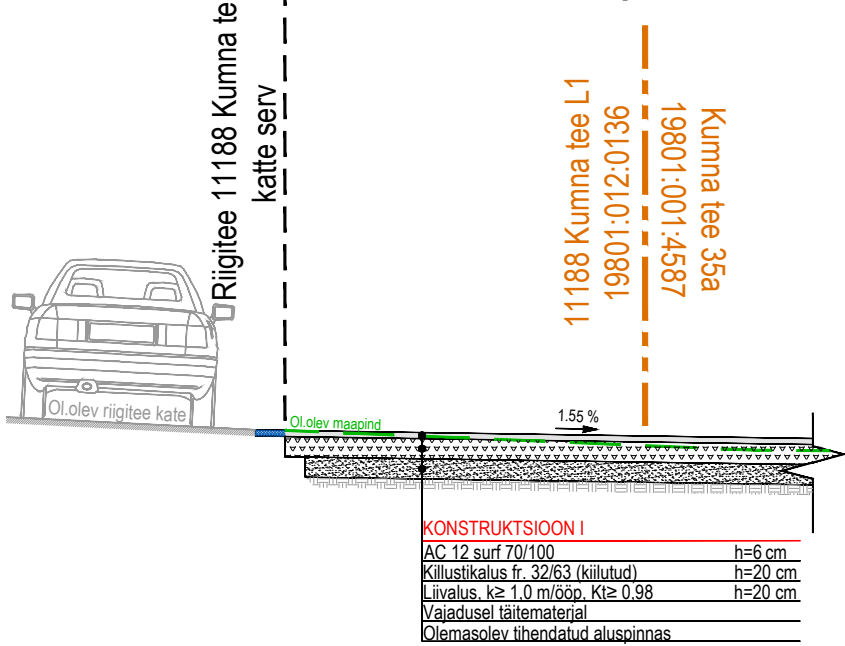 Riigitee 11188 Kumna te
katte serv
11188 Kumna tee L1
19801:012:0136
Kumna tee 35a
19801:001:4587
Ol.olev riigitee kate
Ol.olev maapind
1.55 %
KONSTRUKTSIOON I
AC 12 surf 70/100 h=6 cm
Killustikalus fr. 32/63 (kiilutud) h=20 cm
Liivalus, k≥ 1,0 m/ööp, Kt≥ 0,98 h=20 cm
Vajadusel täitematerjal
Olemasolev tihendatud aluspinnas